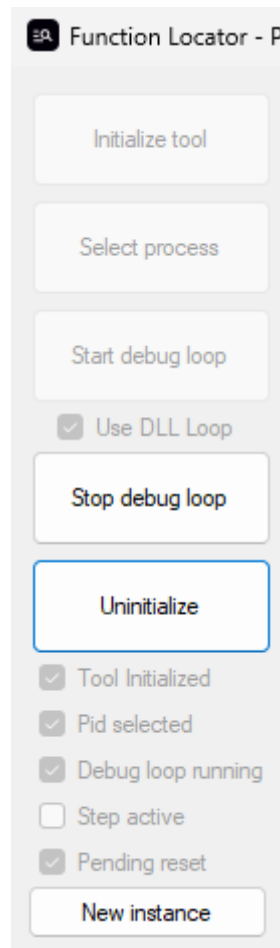 Function Locator - P
Initialize tool
Select process
Start debug loop
Use DLL Loop
Stop debug loop
Uninitialize
Tool Initialized
Pid selected
Debug loop running
Step active
Pending reset
New instance